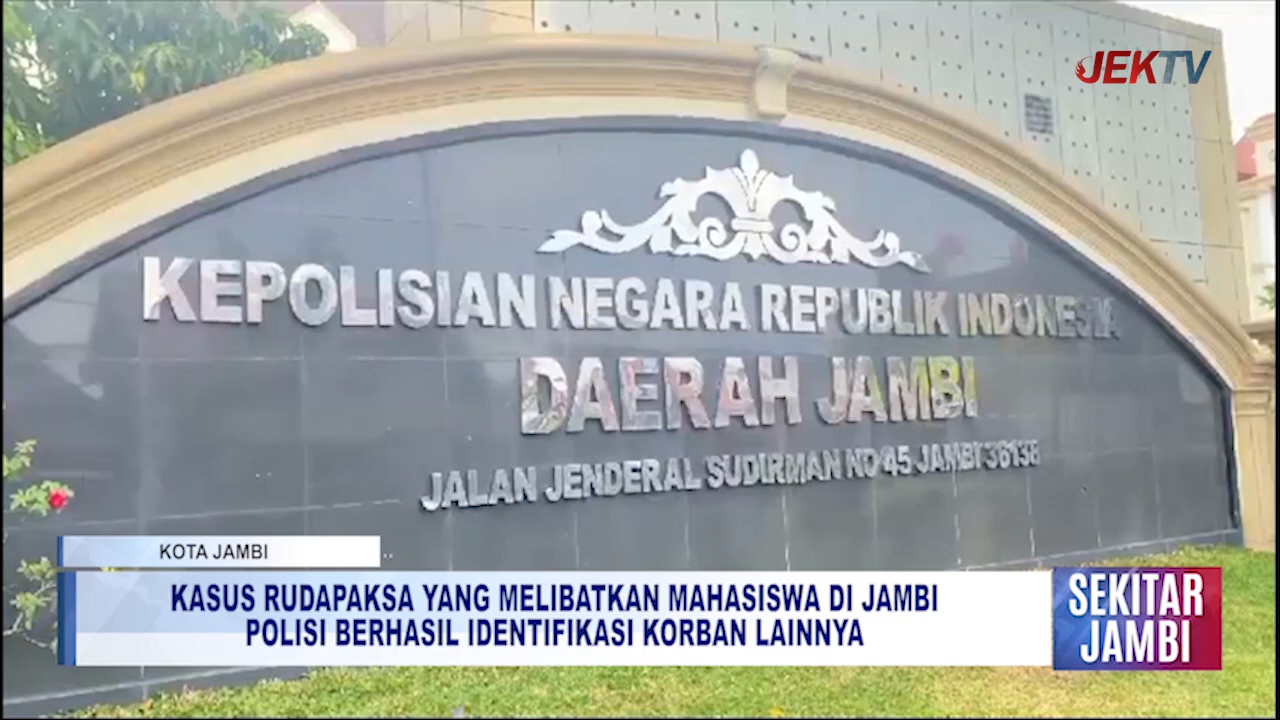 JEKTV
KEPOLISIAN NEGARA REPUBLIK INDONESIA
DAERAH JAMBI
JALAN JENDERAL SUDIRMAN NO 45 JAMBI 36138
KOTA JAMBI
KASUS RUDAPAKSA YANG MELIBATKAN MAHASISWA DI JAMBI
POLISI BERHASIL IDENTIFIKASI KORBAN LAINNYA
SEKITAR
JAMBI